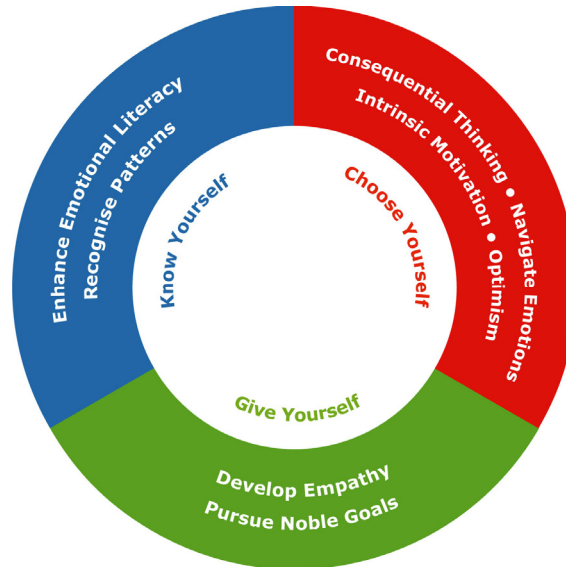 Enhance Emotional Literacy
Recognise Patterns
Know Yourself
Consequential Thinking ● Navigate Emotions
Intrinsic Motivation ● Optimism
Choose Yourself
Give Yourself
Develop Empathy
Pursue Noble Goals